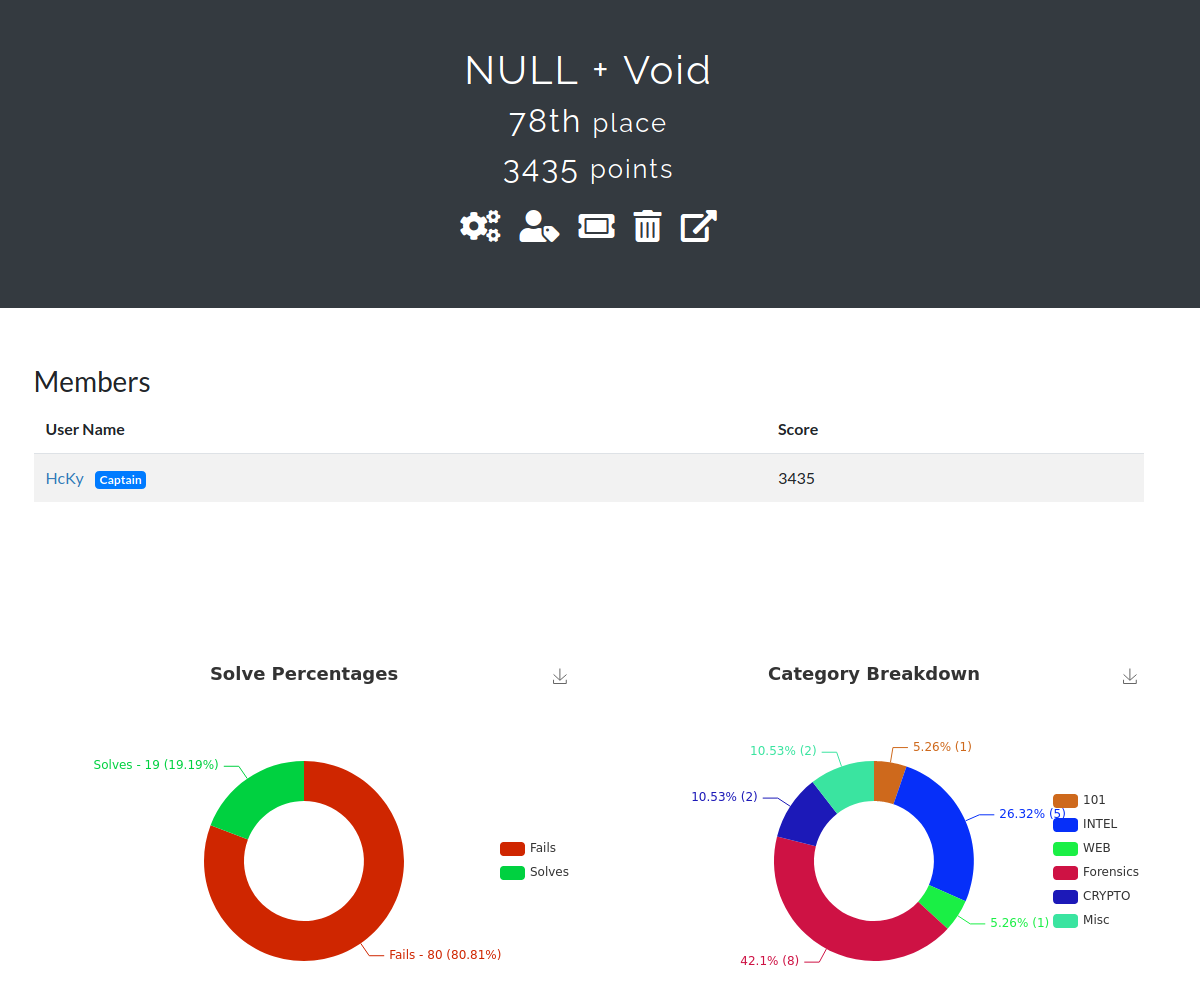 NULL + Void
78th place
3435 points
Members
User Name Score
HcKy Captain 3435
Solve Percentages
Solves - 19 (19.19%)
Fails - 80 (80.81%)
Fails
Solves
Category Breakdown
10.53% (2)
5.26% (1)
10.53% (2)
26.32% (5)
5.26% (1)
42.1% (8)
101
INTEL
WEB
Forensics
CRYPTO
Misc